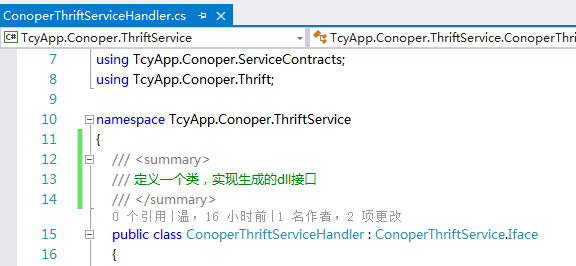 ConoperThriftServiceHandler.cs
TcyApp.Conoper.ThriftService
TcyApp.Conoper.ThriftService.ConoperThri
7 using TcyApp.Conoper.ServiceContracts;
8 using TcyApp.Conoper.Thrift;
9
10 namespace TcyApp.Conoper.ThriftService
11 {
12 /// <summary>
13 /// 定义一个类，实现生成的dll接口
14 /// </summary>
0 个引用|温，16 小时前|1 名作者，2 项更改
15 public class ConoperThriftServiceHandler : ConoperThriftService.Iface
16 {